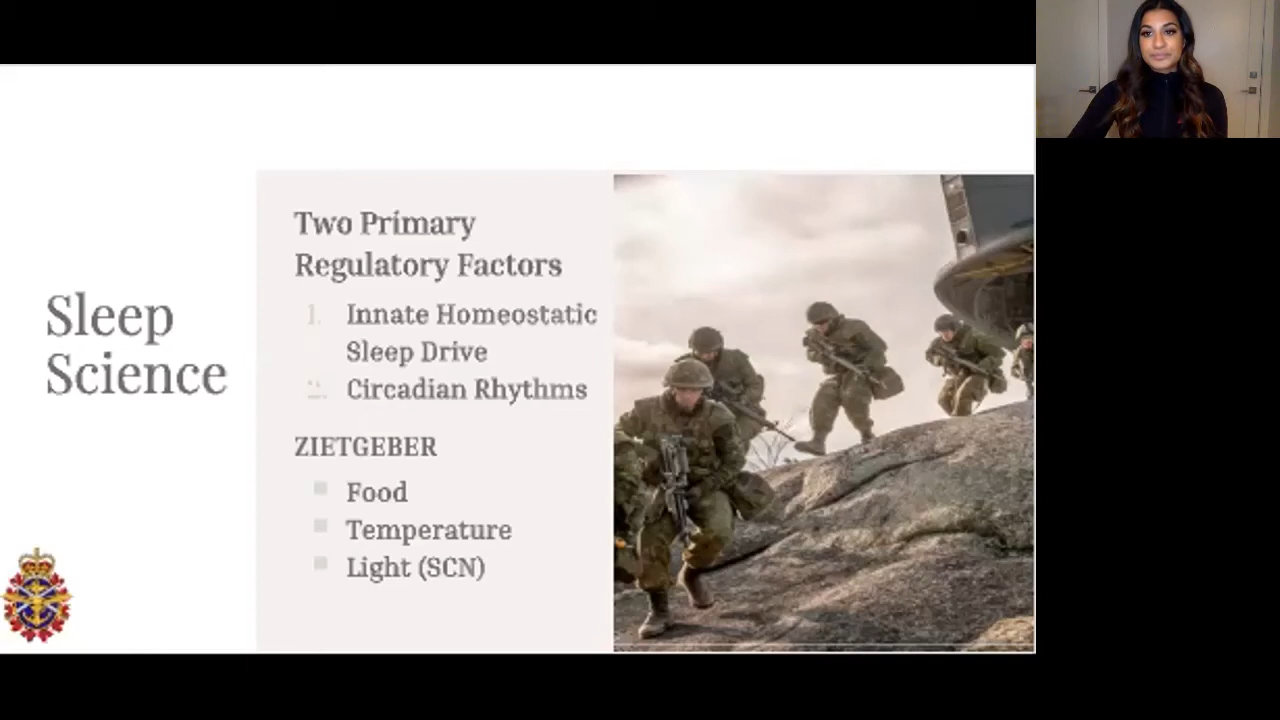 Sleep
Science
Two Primary
Regulatory Factors
1. Innate Homeostatic
Sleep Drive
2. Circadian Rhythms
ZIETGEBER
Food
Temperature
Light (SCN)